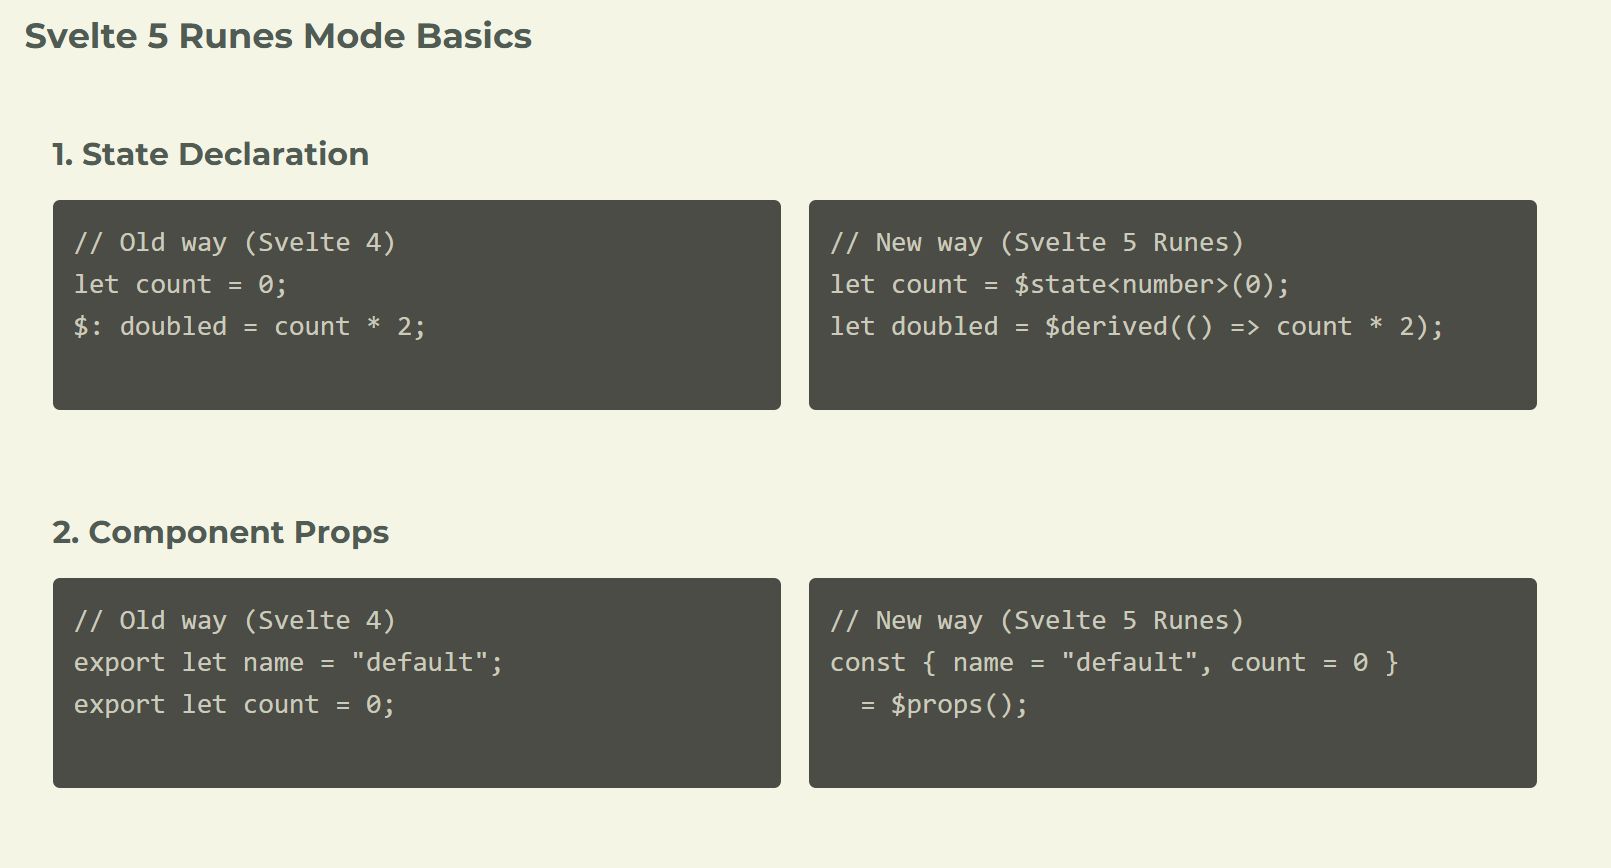 Svelte 5 Runes Mode Basics
1. State Declaration
// Old way (Svelte 4)
let count = 0;
$: doubled = count * 2;
// New way (Svelte 5 Runes)
let count = $state<number>(0);
let doubled = $derived(() => count * 2);
2. Component Props
// Old way (Svelte 4)
export let name = "default";
export let count = 0;
// New way (Svelte 5 Runes)
const { name = "default", count = 0 }
  = $props();